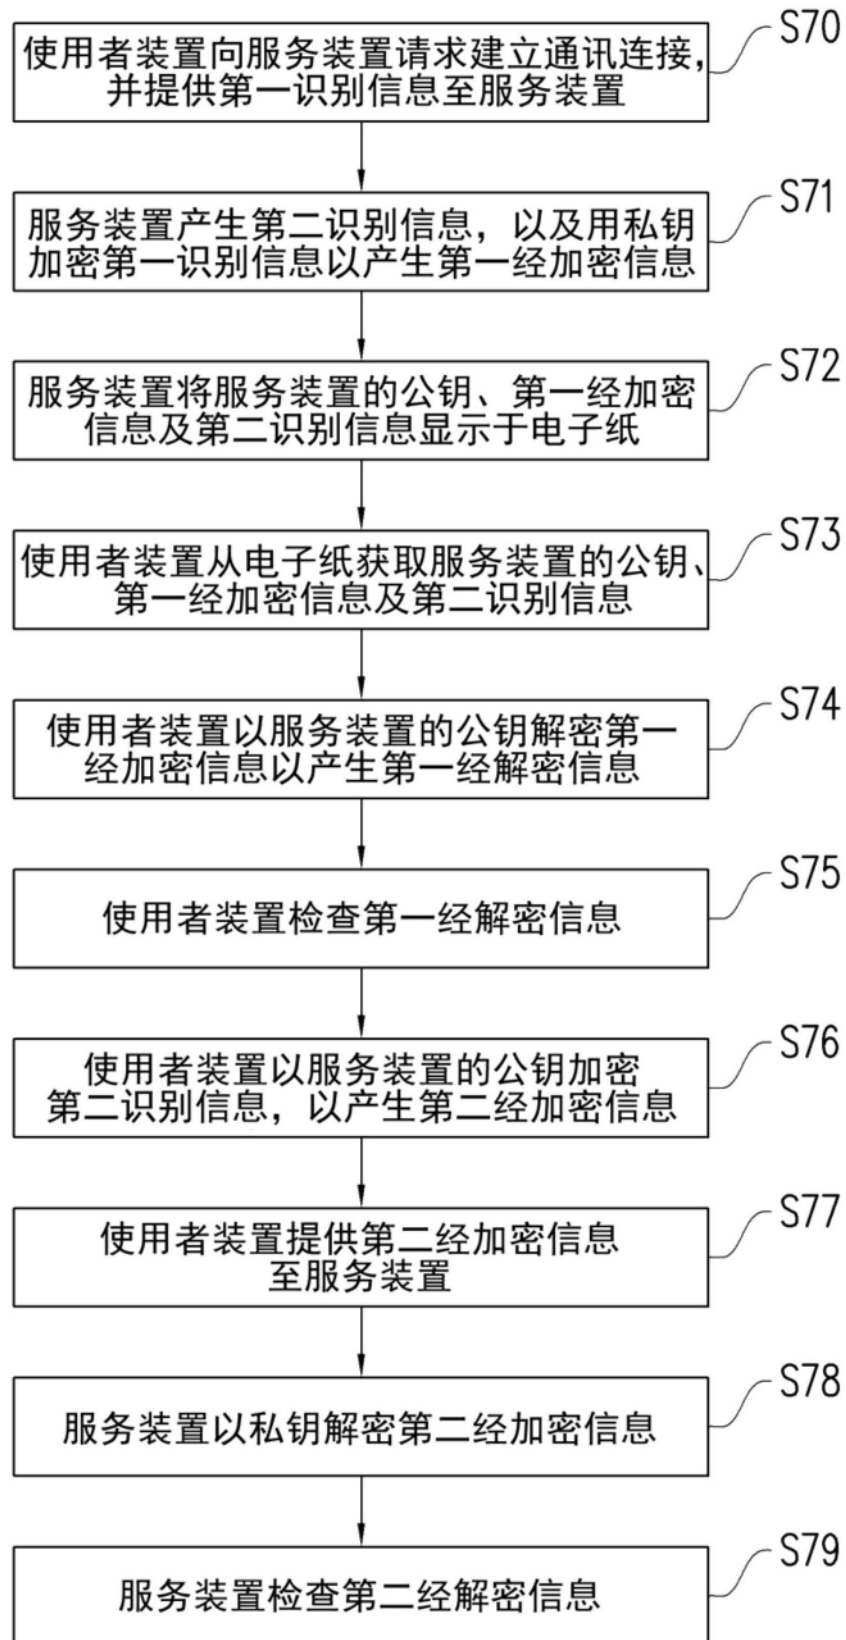 S70
使用者装置向服务装置请求建立通讯连接,
并提供第一识别信息至服务装置
S71
服务装置产生第二识别信息，以及用私钥
加密第一识别信息以产生第一经加密信息
S72
服务装置将服务装置的公钥、第一经加密
信息及第二识别信息显示于电子纸
S73
使用者装置从电子纸获取服务装置的公钥、
第一经加密信息及第二识别信息
S74
使用者装置以服务装置的公钥解密第一
经加密信息以产生第一经解密信息
S75
使用者装置检查第一经解密信息
S76
使用者装置以服务装置的公钥加密
第二识别信息，以产生第二经加密信息
S77
使用者装置提供第二经加密信息
至服务装置
S78
服务装置以私钥解密第二经加密信息
S79
服务装置检查第二经解密信息